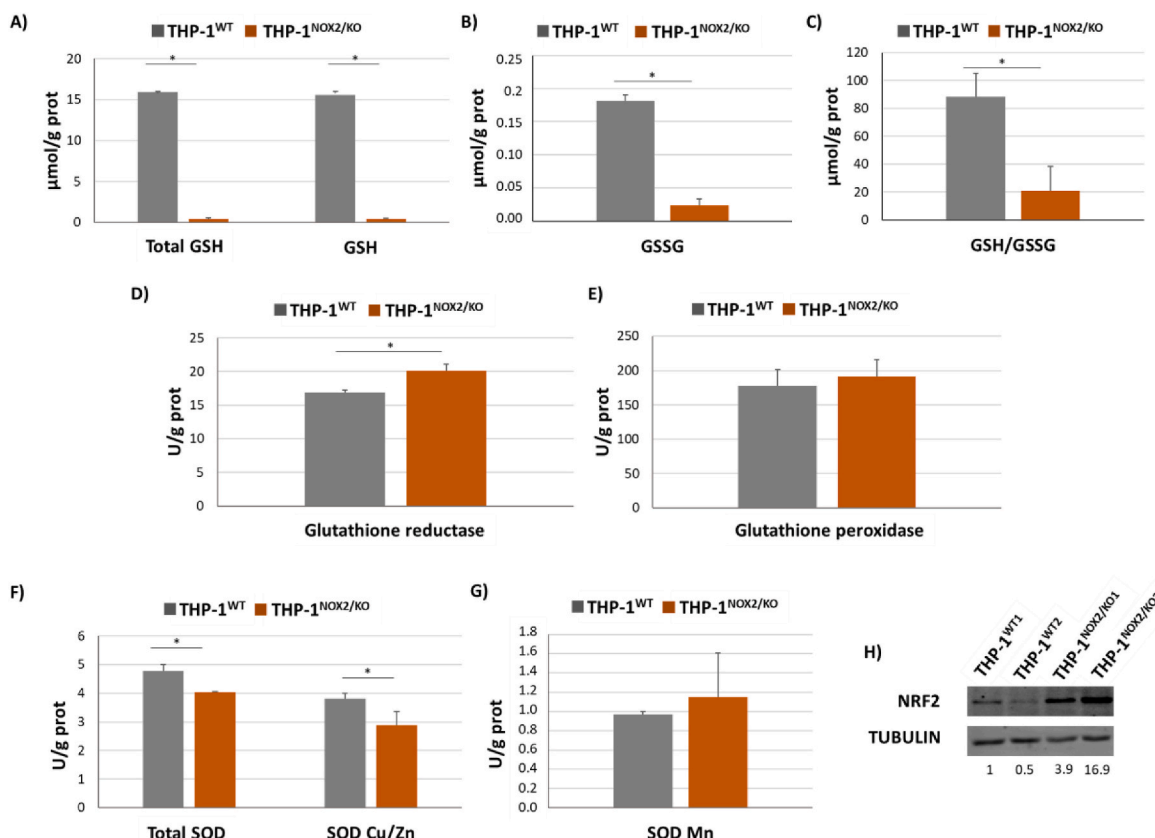 A)
THP-1WT THP-1NOX2/KO
μmol/g prot
20
15
10
5
0
* *
Total GSH GSH
B)
THP-1WT THP-1NOX2/KO
μmol/g prot
0.2
0.15
0.1
0.05
0.00
*
GSSG
C)
THP-1WT THP-1NOX2/KO
μmol/g prot
120
100
80
60
40
20
0
*
GSH/GSSG
D)
THP-1WT THP-1NOX2/KO
U/g prot
25
20
15
10
5
0
*
Glutathione reductase
E)
THP-1WT THP-1NOX2/KO
U/g prot
250
200
150
100
50
0
Glutathione peroxidase
F)
THP-1WT THP-1NOX2/KO
U/g prot
6
5
4
3
2
1
0
* *
Total SOD SOD Cu/Zn
G)
THP-1WT THP-1NOX2/KO
U/g prot
1.8
1.6
1.4
1.2
1.0
0.8
0.6
0.4
0.2
0.0
SOD Mn
H)
THP-1WT1 THP-1WT2 THP-1NOX2/KO1 THP-1NOX2/KO2
NRF2
TUBULIN
1 0.5 3.9 16.9